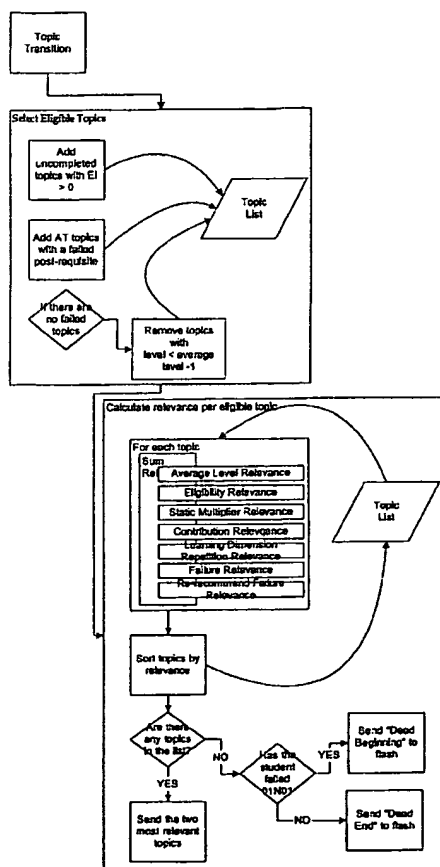 Topic
Transition
Select Eligible Topics
Add
uncompleted
topics with EI
> 0
Topic
List
Add AT topics
with a failed
post-requisite
If there are
no failed
topics
Remove topics
with
level < average
level -1
Calculate relevance per eligible topic
For each topic
Sum
Average Level Relevance
Eligibility Relevance
Static Multiplier Relevance
Contribution Relevance
Learning Dimension
Repetition Relevance
Failure Relevance
Re-recommend Failure
Relevance
Topic
List
Sort topics by
relevance
Are there
any topics
in the list?
NO
Has the
student
failed
01N01
YES
Send "Dead
Beginning" to
flash
YES
NO
Send "Dead
End" to flash
Send the two
most relevant
topics